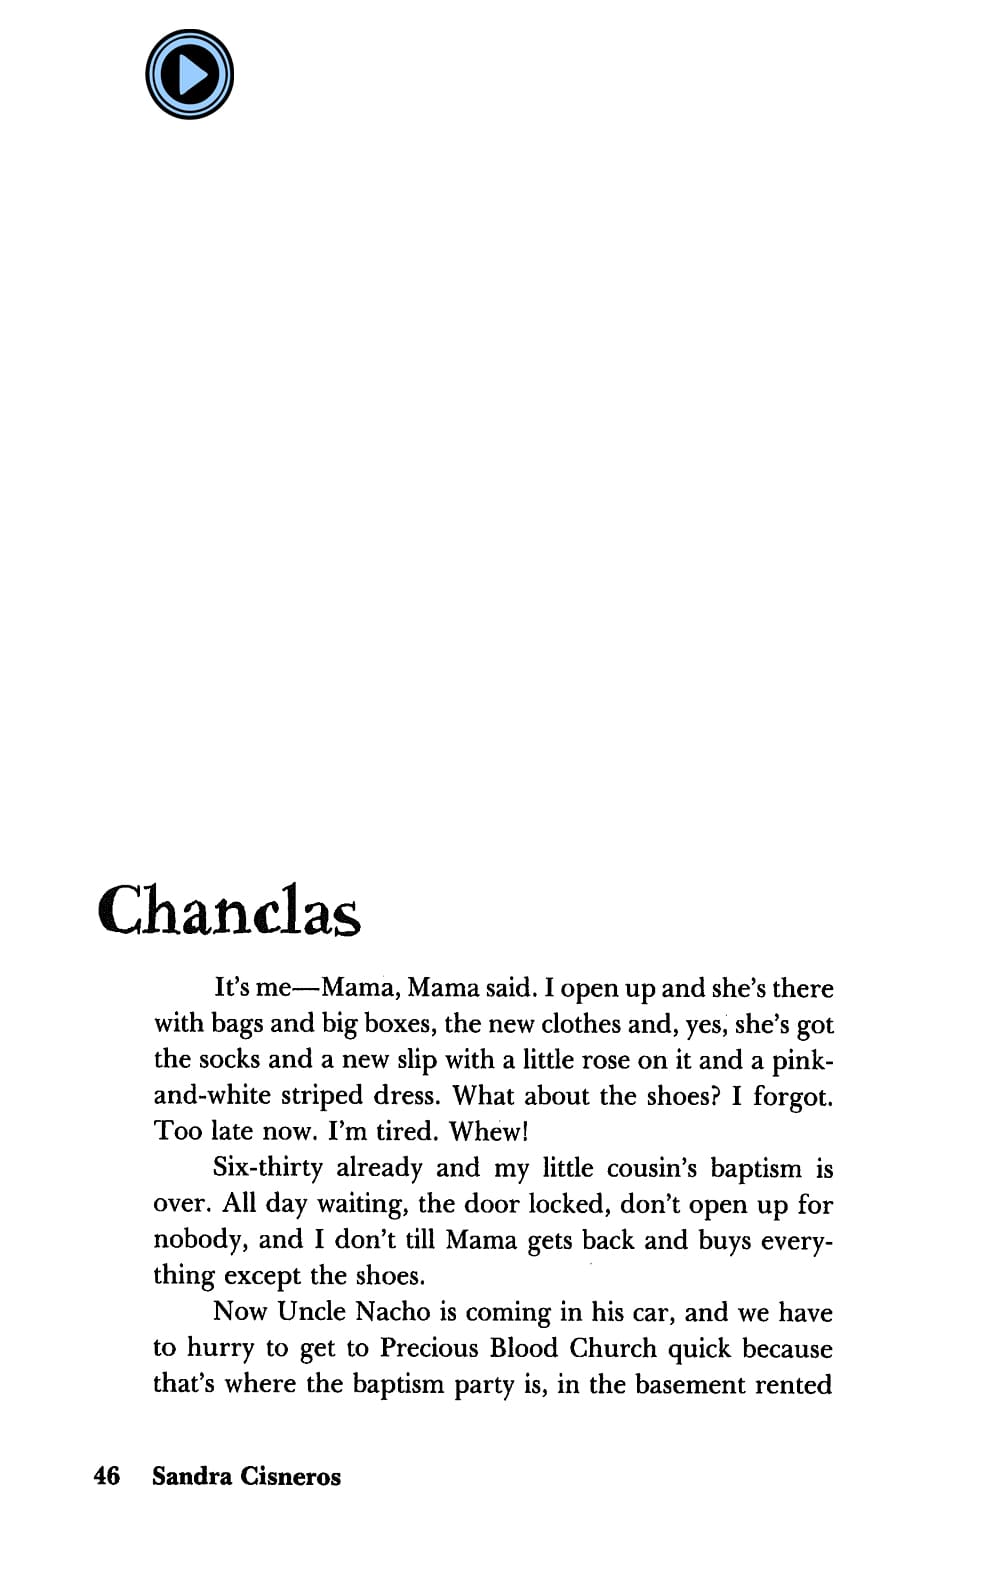 Chanclas
It's me—Mama, Mama said. I open up and she's there
with bags and big boxes, the new clothes and, yes, she's got
the socks and a new slip with a little rose on it and a pink-
and-white striped dress. What about the shoes? I forgot.
Too late now. I'm tired. Whew!
Six-thirty already and my little cousin's baptism is
over. All day waiting, the door locked, don't open up for
nobody, and I don't till Mama gets back and buys every-
thing except the shoes.
Now Uncle Nacho is coming in his car, and we have
to hurry to get to Precious Blood Church quick because
that's where the baptism party is, in the basement rented
46 Sandra Cisneros